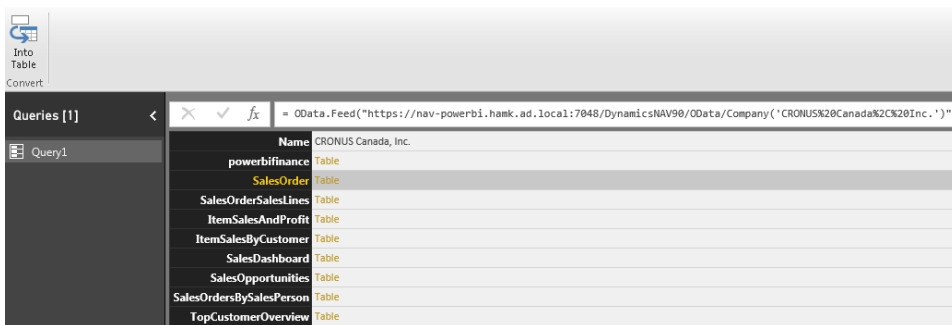 Into
Table
Convert
Queries [1] <
fx = OData.Feed("https://nav-powerbi.hamk.ad.local:7048/DynamicsNAV90/OData/Company('CRONUS%20Canada%2C%20Inc.')"
Query1
Name CRONUS Canada, Inc.
powerbifinance Table
SalesOrder Table
SalesOrderSalesLines Table
ItemSalesAndProfit Table
ItemSalesByCustomer Table
SalesDashboard Table
SalesOpportunities Table
SalesOrdersBySalesPerson Table
TopCustomerOverview Table